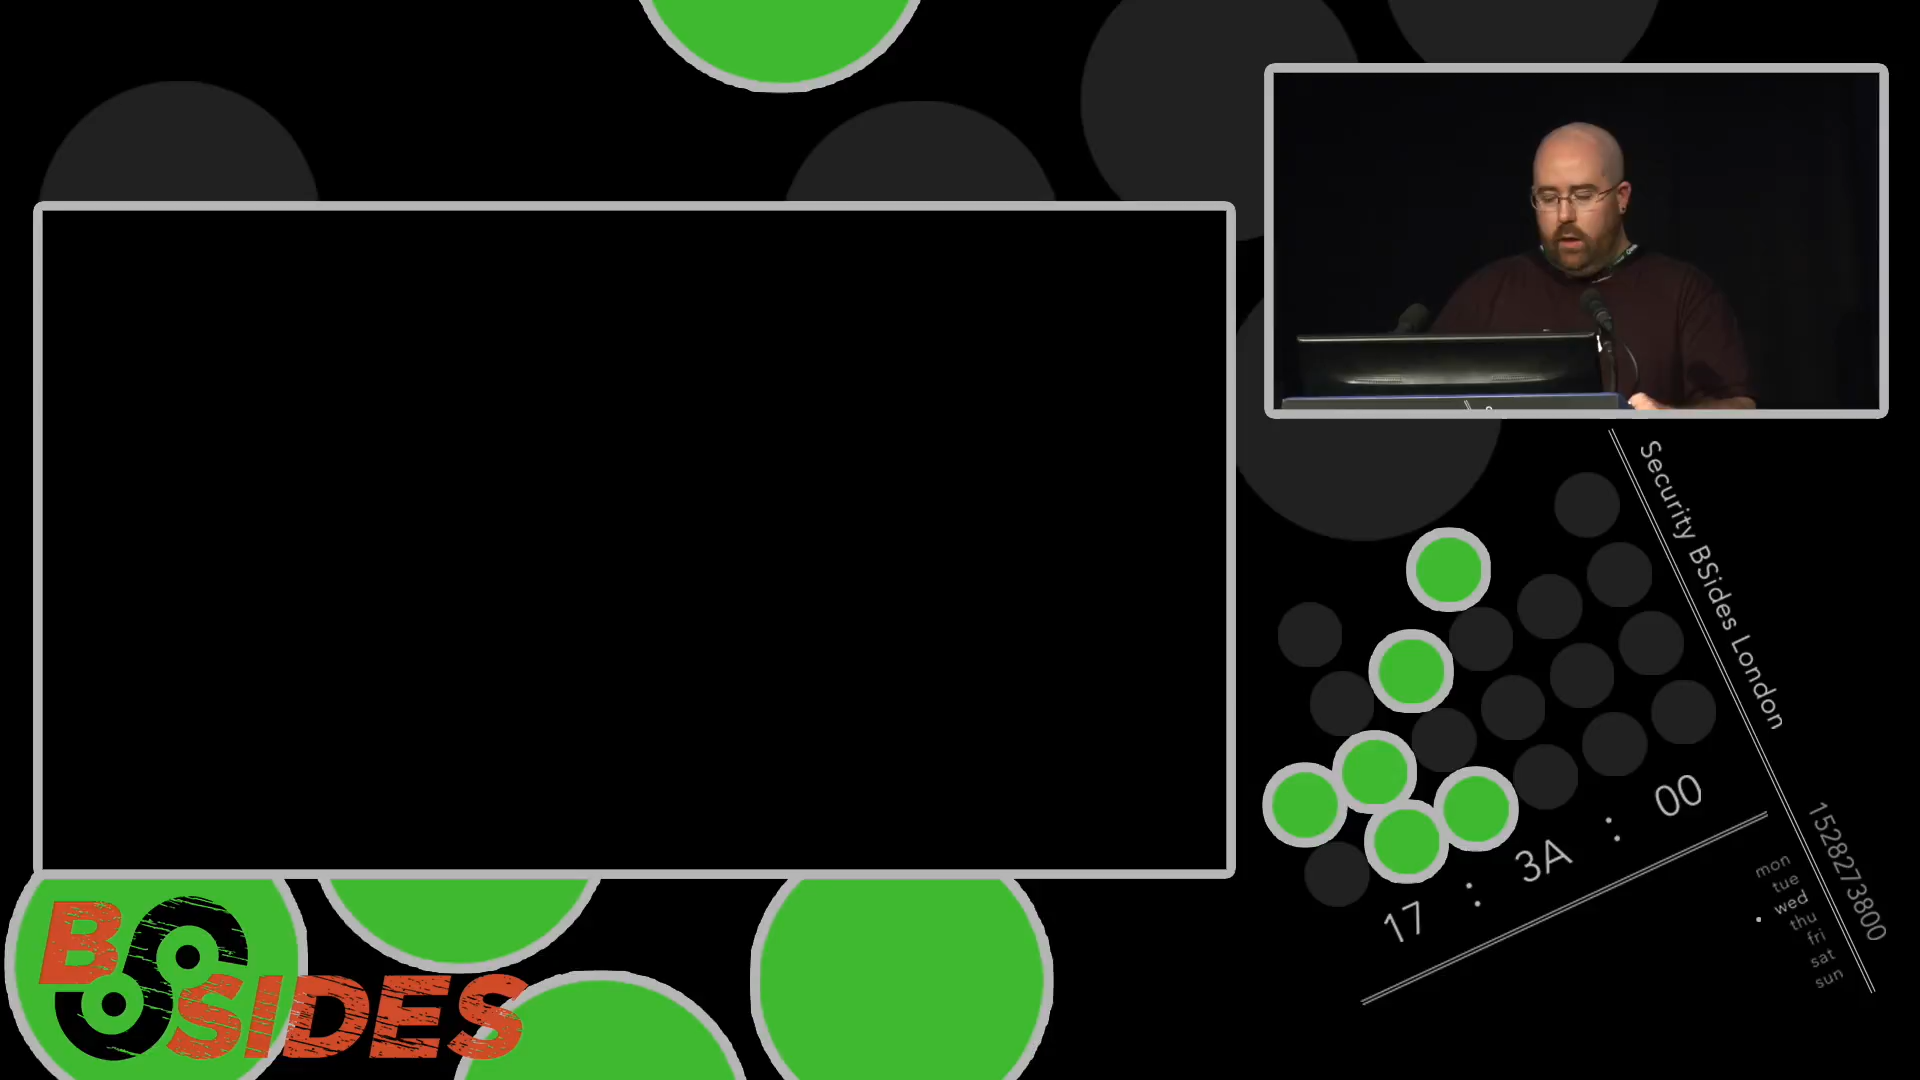 Security BSides London
17 : 3A : 00
1528273800
mon
tue
wed
thu
fri
sat
sun
BSIDES